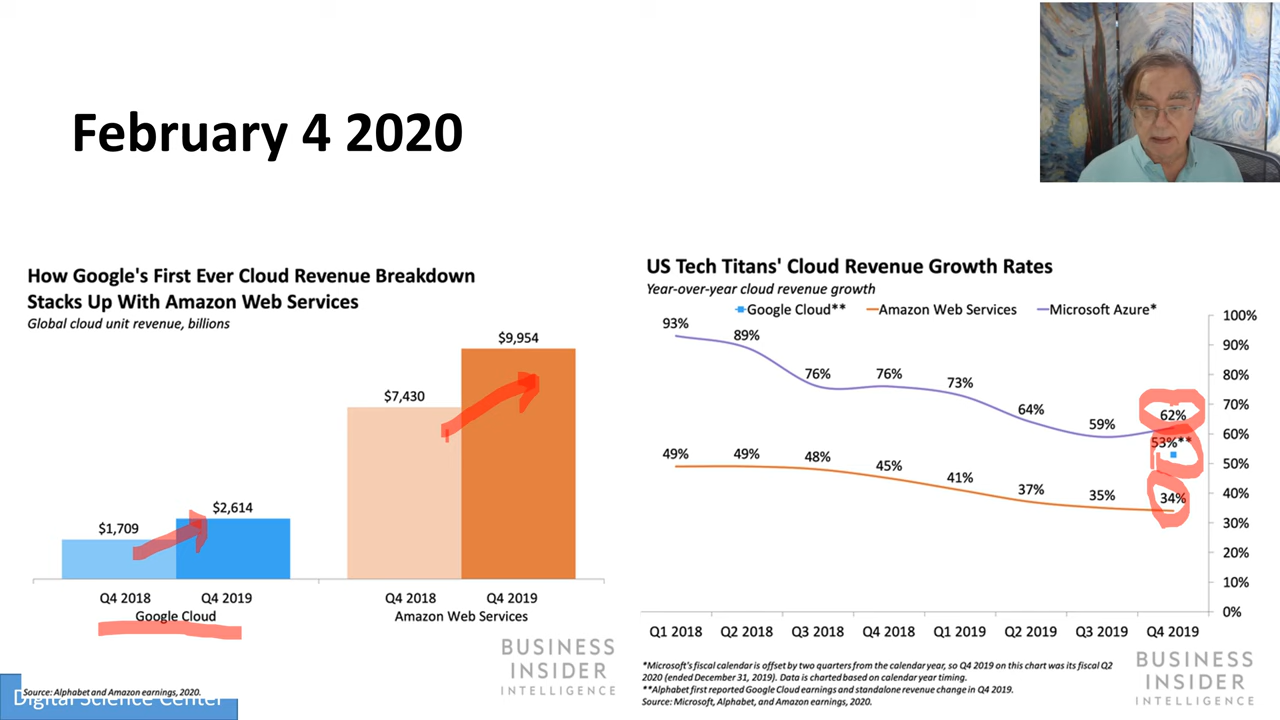 February 4 2020
How Google's First Ever Cloud Revenue Breakdown
Stacks Up With Amazon Web Services
Global cloud unit revenue, billions
$1,709
$2,614
$7,430
$9,954
Q4 2018
Q4 2019
Q4 2018
Q4 2019
Google Cloud
Amazon Web Services
BUSINESS
INSIDER
INTELLIGENCE
Source: Alphabet and Amazon earnings, 2020.
Digital Science Center
US Tech Titans' Cloud Revenue Growth Rates
Year-over-year cloud revenue growth
Google Cloud** Amazon Web Services Microsoft Azure*
93%
89%
76%
76%
73%
64%
59%
62%
53%**
49%
49%
48%
45%
41%
37%
35%
34%
100%
90%
80%
70%
60%
50%
40%
30%
20%
10%
0%
Q1 2018 Q2 2018 Q3 2018 Q4 2018 Q1 2019 Q2 2019 Q3 2019 Q4 2019
*Microsoft's fiscal calendar is offset by two quarters from the calendar year, so Q4 2019 on this chart was its fiscal Q2
2020 (ended December 31, 2019). Data is charted based on calendar year timing.
**Alphabet first reported Google Cloud earnings and standalone revenue change in Q4 2019.
Source: Microsoft, Alphabet, and Amazon earnings, 2020.
BUSINESS
INSIDER
INTELLIGENCE